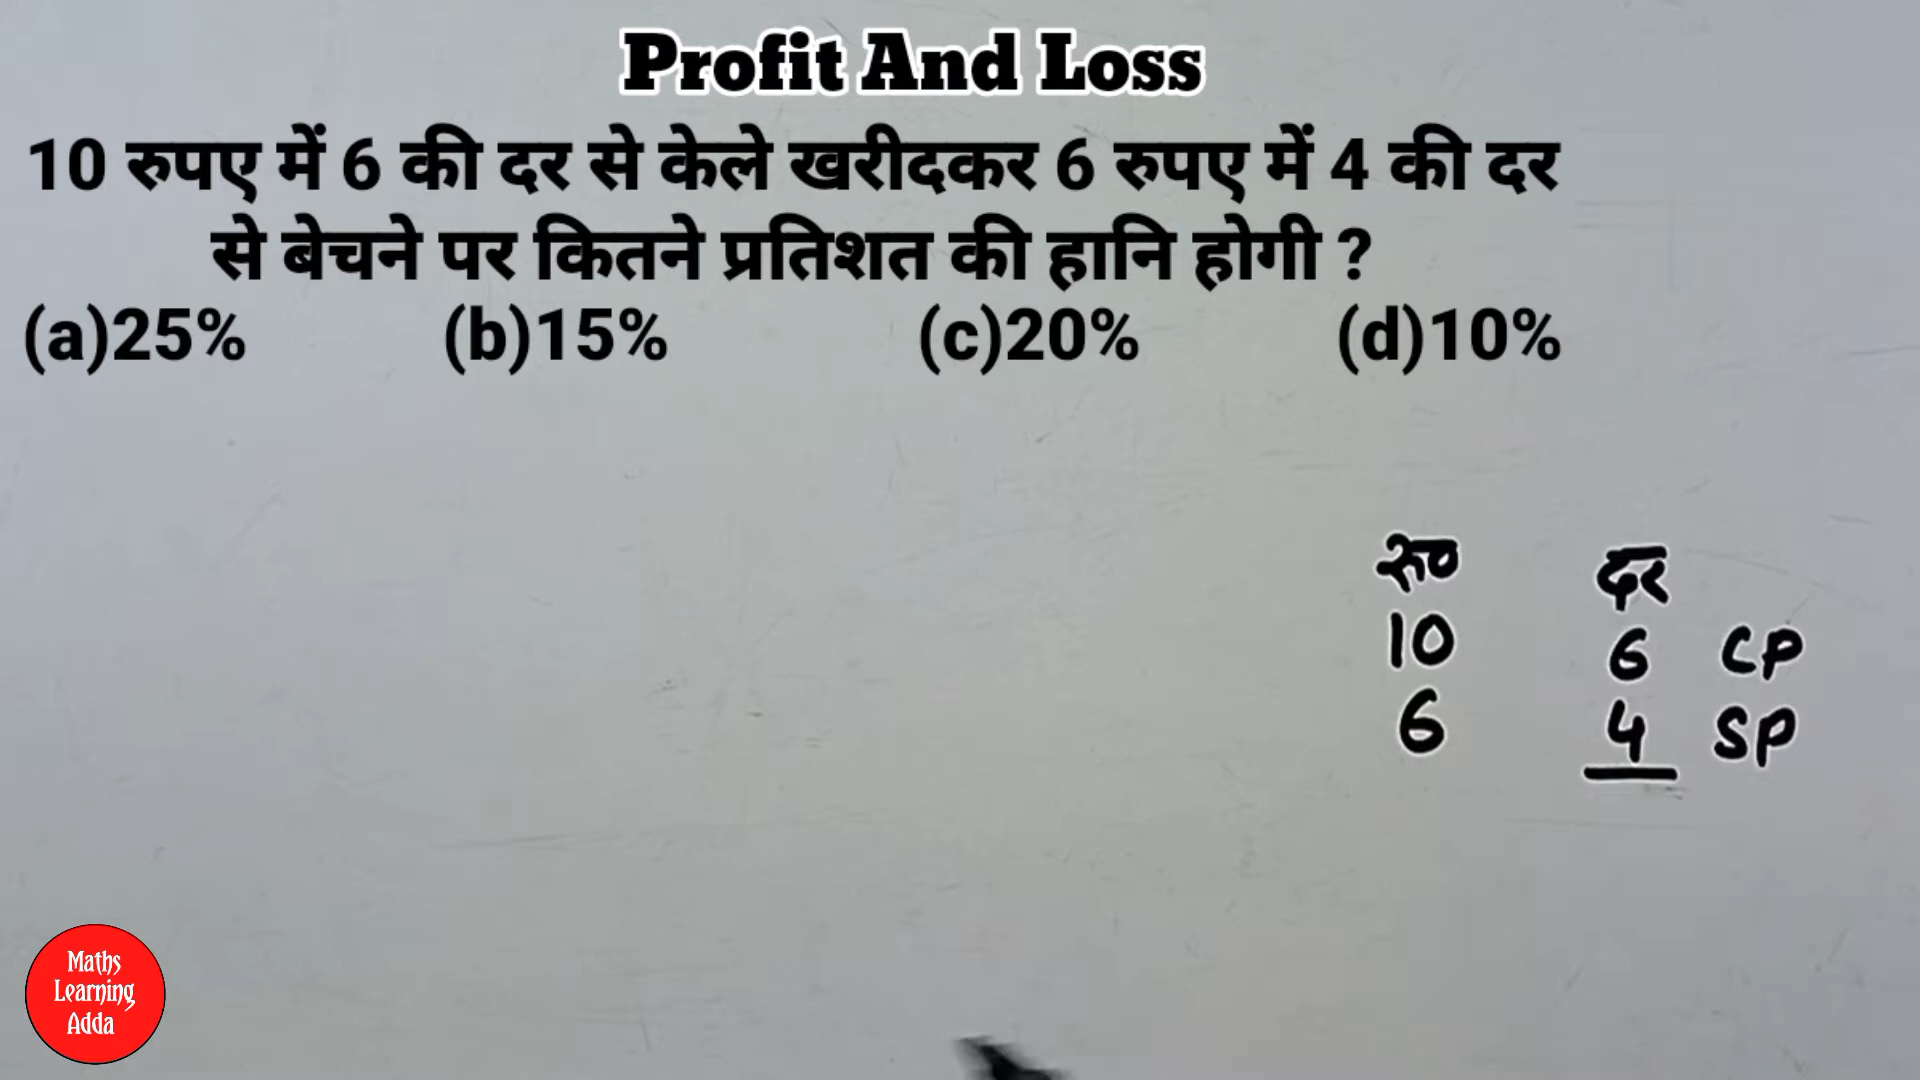 Profit And Loss
10 रुपए में 6 की दर से केले खरीदकर 6 रुपए में 4 की दर
से बेचने पर कितने प्रतिशत की हानि होगी ?
(a)25% (b)15% (c)20% (d)10%
रु० दर
10 6 CP
6 4 SP
Maths
Learning
Adda